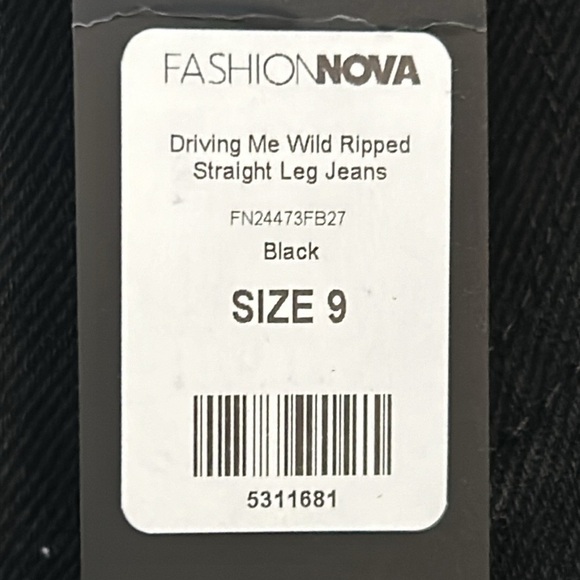 FASHIONNOVA
Driving Me Wild Ripped
Straight Leg Jeans
FN24473FB27
Black
SIZE 9
5311681